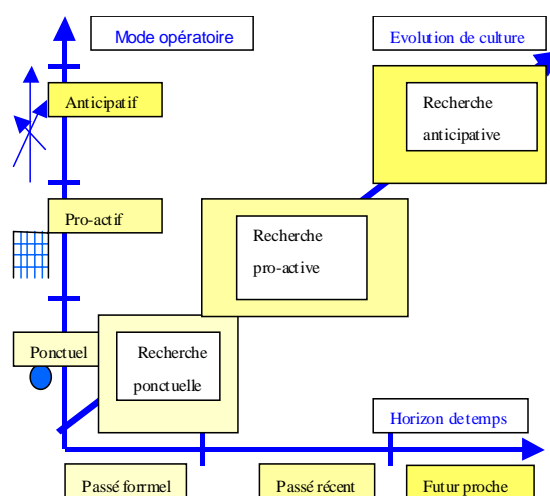 Mode opératoire
Evolution de culture
Anticipatif
Recherche
anticipative
Pro-actif
Recherche
pro-active
Ponctuel
Recherche
ponctuelle
Horizon de temps
Passé forrmel
Passé récent
Futur proche